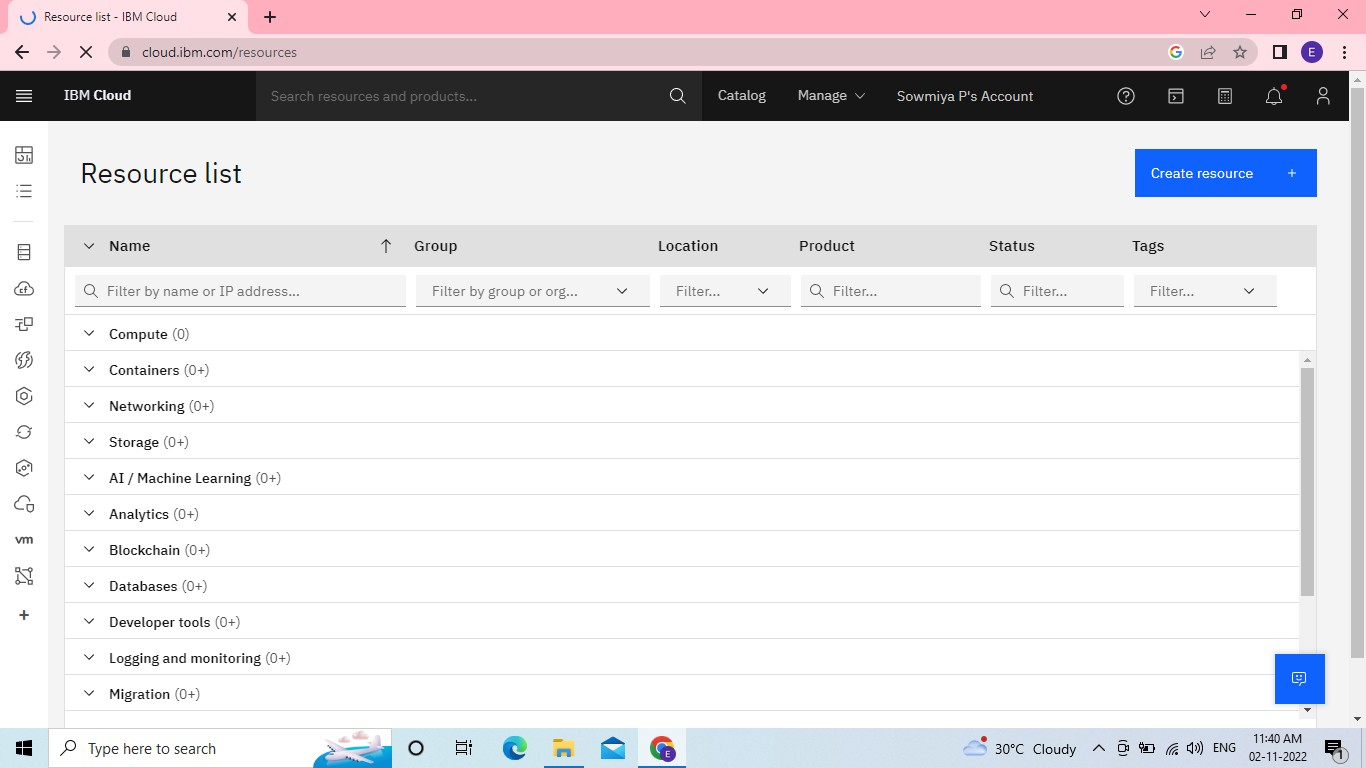 Resource list - IBM Cloud
cloud.ibm.com/resources
E
IBM Cloud
Search resources and products...
Catalog
Manage
Sowmiya P's Account
Resource list
Create resource +
Name
Group
Location
Product
Status
Tags
Filter by name or IP address...
Filter by group or org...
Filter...
Filter...
Filter...
Filter...
Compute (0)
Containers (0+)
Networking (0+)
Storage (0+)
AI / Machine Learning (0+)
Analytics (0+)
Blockchain (0+)
Databases (0+)
Developer tools (0+)
Logging and monitoring (0+)
Migration (0+)
vm
Type here to search
E
30°C Cloudy
ENG
11:40 AM
02-11-2022
1